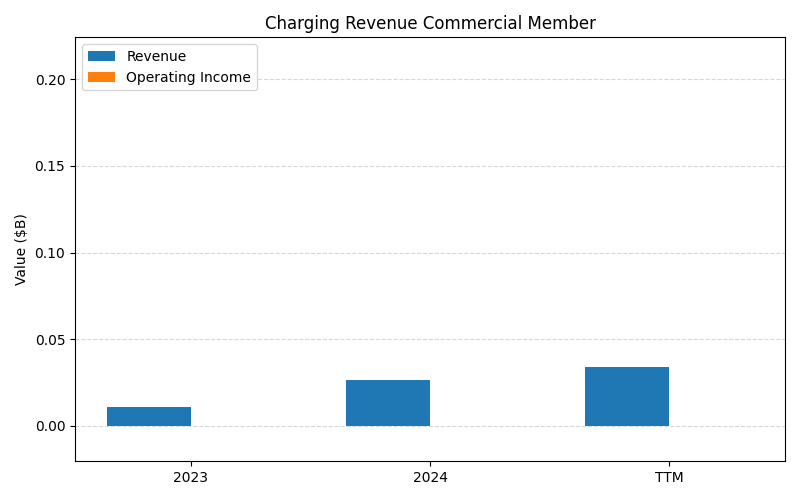 Charging Revenue Commercial Member
Revenue
Operating Income
Value ($B)
0.20
0.15
0.10
0.05
0.00
2023 2024 TTM